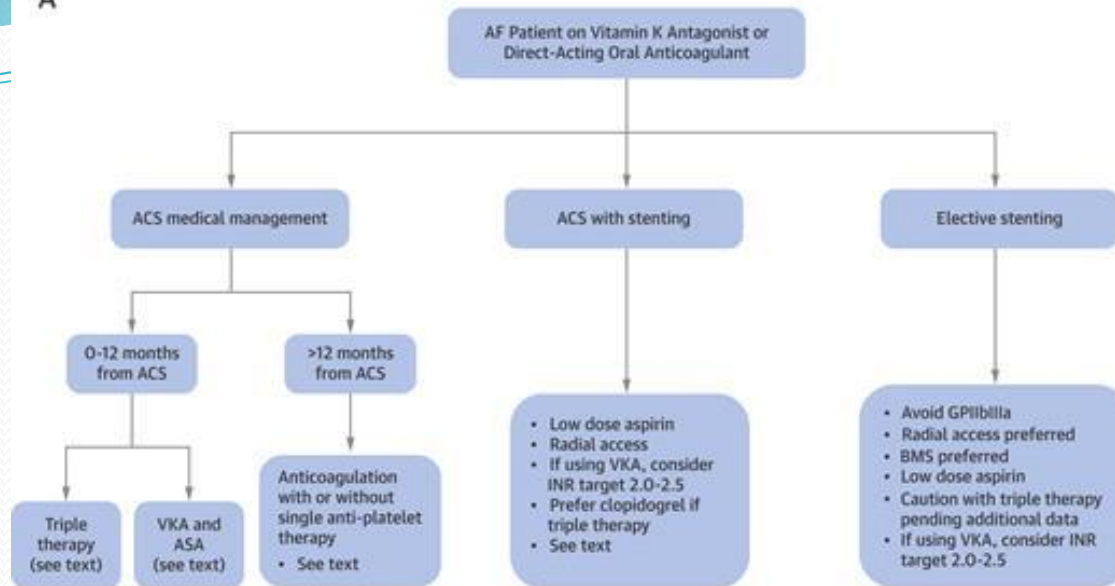 A
AF Patient on Vitamin K Antagonist or
Direct-Acting Oral Anticoagulant
ACS medical management
ACS with stenting
Elective stenting
0-12 months
from ACS
>12 months
from ACS
Triple
therapy
(see text)
VKA and
ASA
(see text)
Anticoagulation
with or without
single anti-platelet
therapy
• See text
• Low dose aspirin
• Radial access
• If using VKA, consider
INR target 2.0-2.5
• Prefer clopidogrel if
triple therapy
• See text
• Avoid GPIIbIIIa
• Radial access preferred
• BMS preferred
• Low dose aspirin
• Caution with triple therapy
pending additional data
• If using VKA, consider INR
target 2.0-2.5